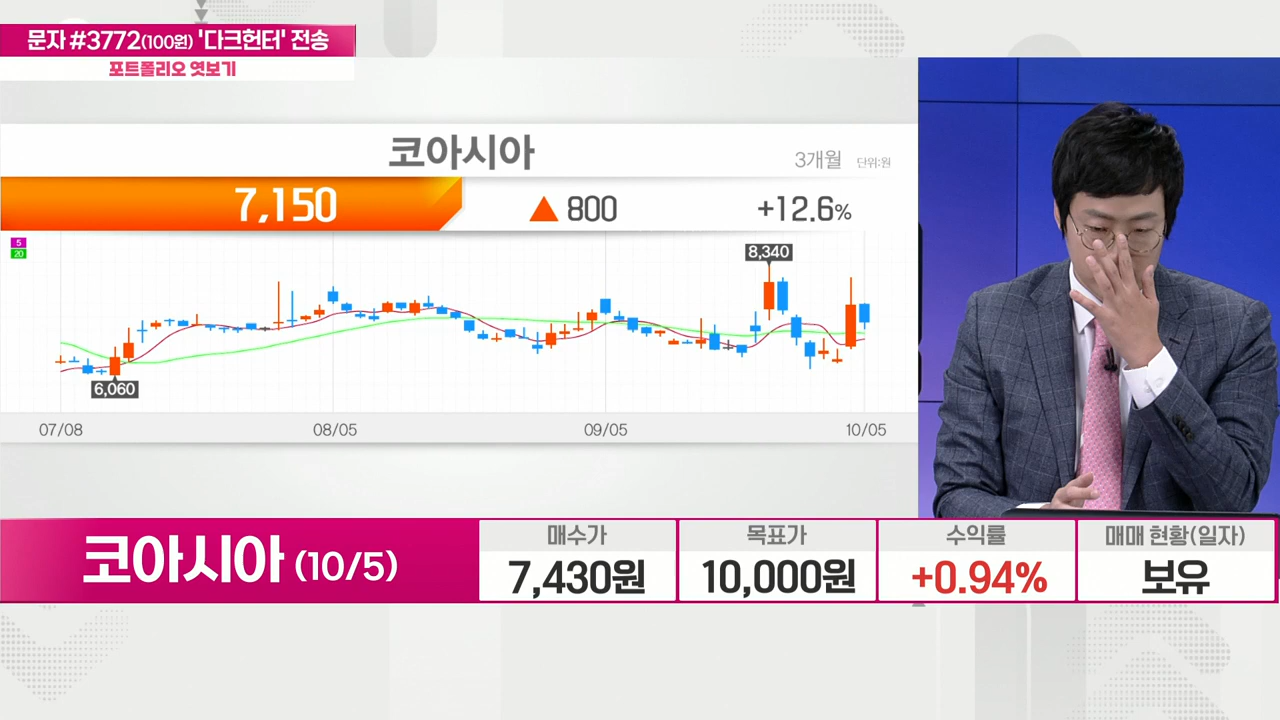 문자 #3772(100원) '다크헌터' 전송
포트폴리오 엿보기
코아시아
3개월 단위:원
7,150 ▲ 800 +12.6%
5
20
8,340
6,060
07/08 08/05 09/05 10/05
코아시아 (10/5)
매수가 목표가 수익률 매매 현황(일자)
7,430원 10,000원 +0.94% 보유